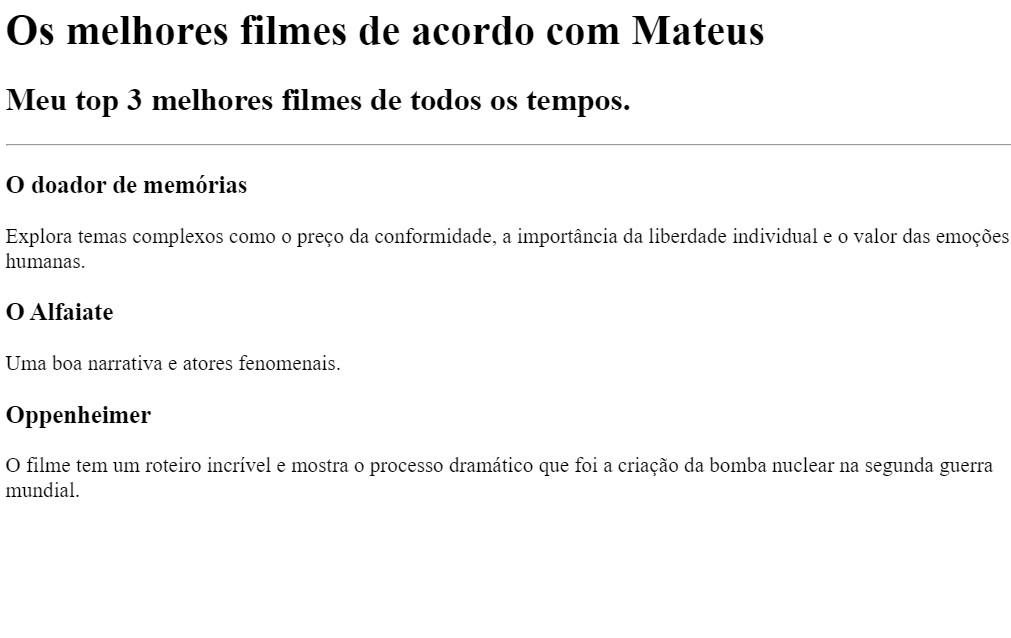 Os melhores filmes de acordo com Mateus
Meu top 3 melhores filmes de todos os tempos.
O doador de memórias
Explora temas complexos como o preço da conformidade, a importância da liberdade individual e o valor das emoções
humanas.
O Alfaiate
Uma boa narrativa e atores fenomenais.
Oppenheimer
O filme tem um roteiro incrível e mostra o processo dramático que foi a criação da bomba nuclear na segunda guerra
mundial.